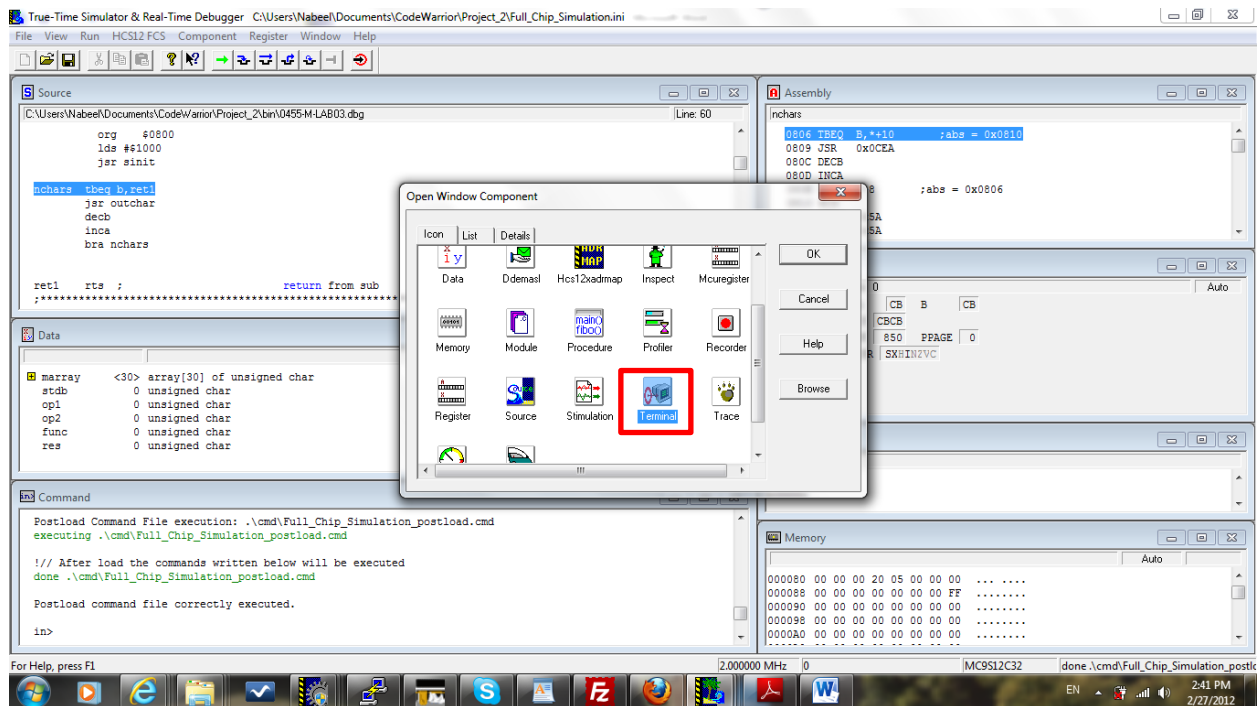 True-Time Simulator & Real-Time Debugger C:\Users\Nabeel\Documents\CodeWarrior\Project_2\Full_Chip_Simulation.ini
File View Run HCS12 FCS Component Register Window Help
Source
C:\Users\Nabeel\Documents\CodeWarrior\Project_2\bin\0455-M-LAB03.dbg Line: 60
org $0800
lds #$1000
jsr sinit
nchars tbeq b,ret1
jsr outchar
decb
inca
bra nchars
ret1 rts ; return from sub
Assembly
nchars
0806 TBEQ B,*+10 ;abs = 0x0810
0809 JSR 0x0CEA
080C DECB
080D INCA
8 ;abs = 0x0806
5A
5A
Open Window Component
Icon List Details
Data Ddemasl Hcs12xadrmap Inspect Mcuregister
Memory Module Procedure Profiler Recorder
Register Source Stimulation Terminal Trace
OK
Cancel
Help
Browse
0 Auto
CB B CB
CBCB
850 PPAGE 0
R SXHINZVC
Data
marray <30> array[30] of unsigned char
stdb 0 unsigned char
op1 0 unsigned char
op2 0 unsigned char
func 0 unsigned char
res 0 unsigned char
Command
Postload Command File execution: .\cmd\Full_Chip_Simulation_postload.cmd
executing .\cmd\Full_Chip_Simulation_postload.cmd
!// After load the commands written below will be executed
done .\cmd\Full_Chip_Simulation_postload.cmd
Postload command file correctly executed.
in>
Memory
Auto
000080 00 00 00 20 05 00 00 00 ... ....
000088 00 00 00 00 00 00 00 FF ........
000090 00 00 00 00 00 00 00 00 ........
000098 00 00 00 00 00 00 00 00 ........
0000A0 00 00 00 00 00 00 00 00 ........
For Help, press F1 2.000000 MHz 0 MC9S12C32 done .\cmd\Full_Chip_Simulation_postlo
EN 2:41 PM
2/27/2012